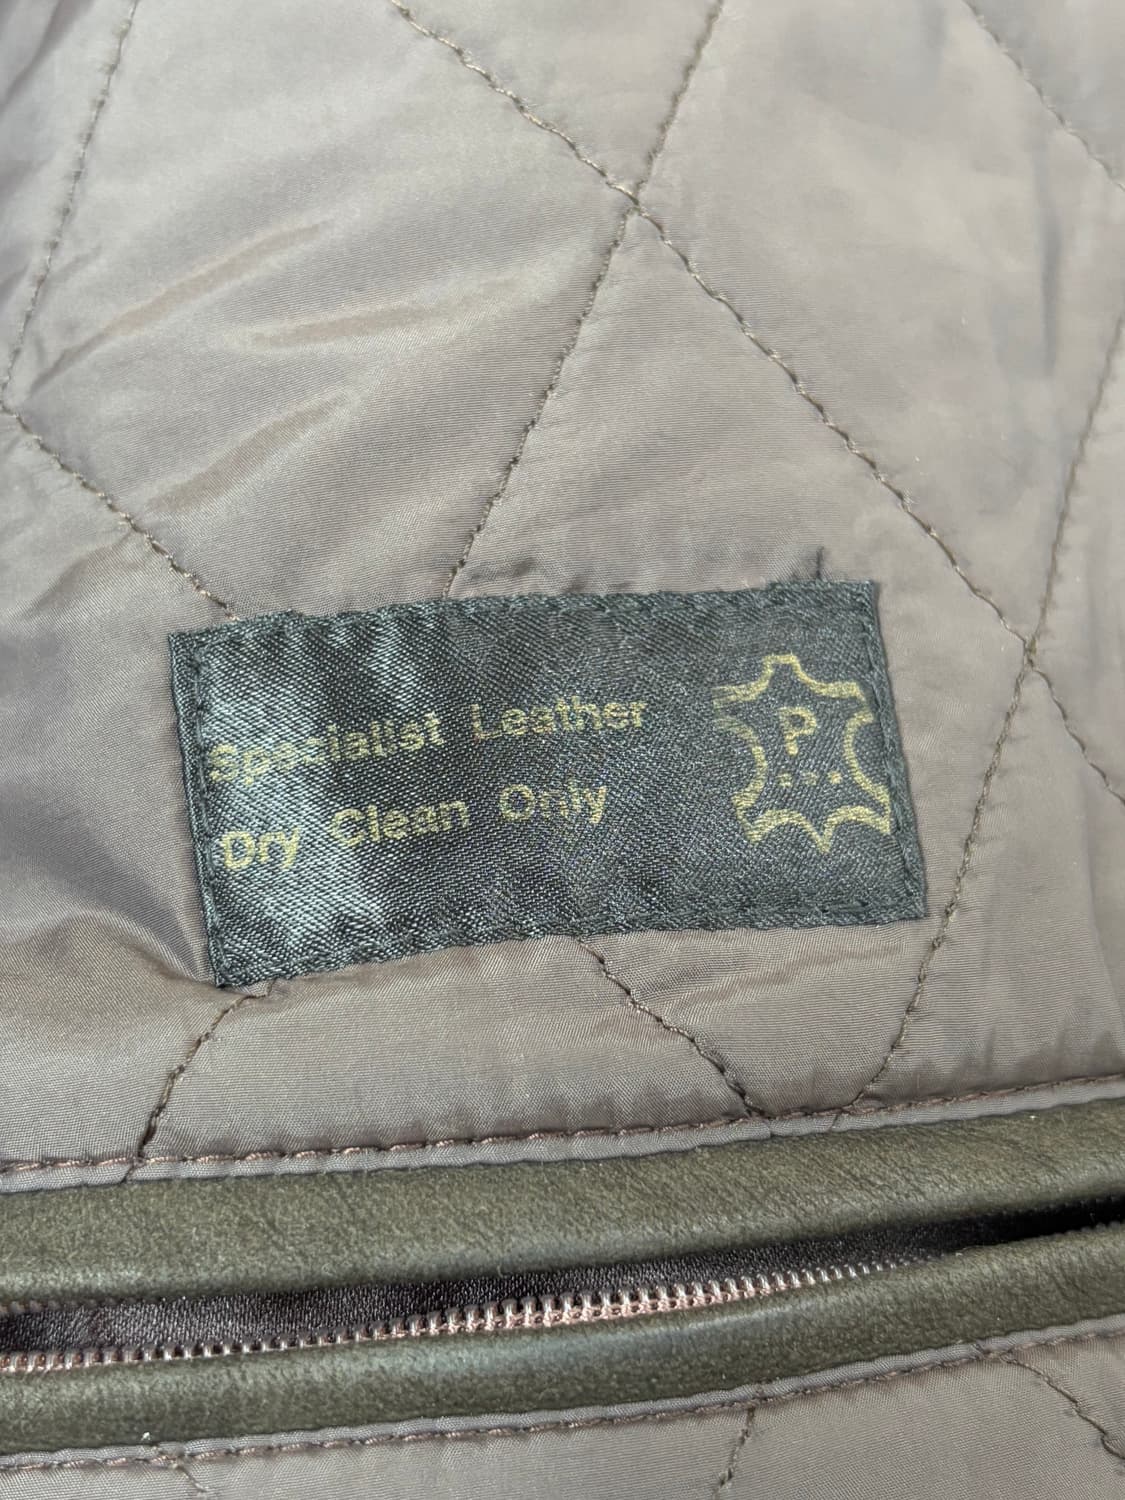 Specialist Leather
Dry Clean Only
P